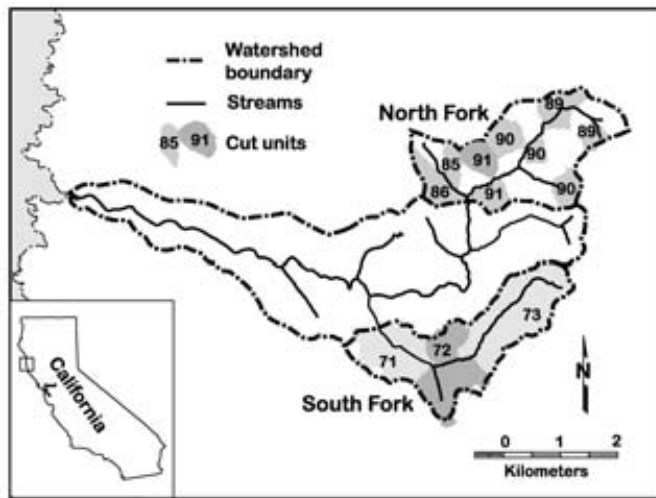 Watershed
boundary
Streams
85 91 Cut units
North Fork
89
90
89
85
91
90
86
91
90
73
72
71
South Fork
California
N
0 1 2
Kilometers